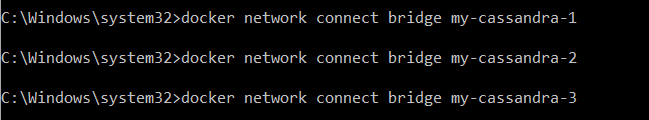 C:\Windows\system32>docker network connect bridge my-cassandra-1
C:\Windows\system32>docker network connect bridge my-cassandra-2
C:\Windows\system32>docker network connect bridge my-cassandra-3